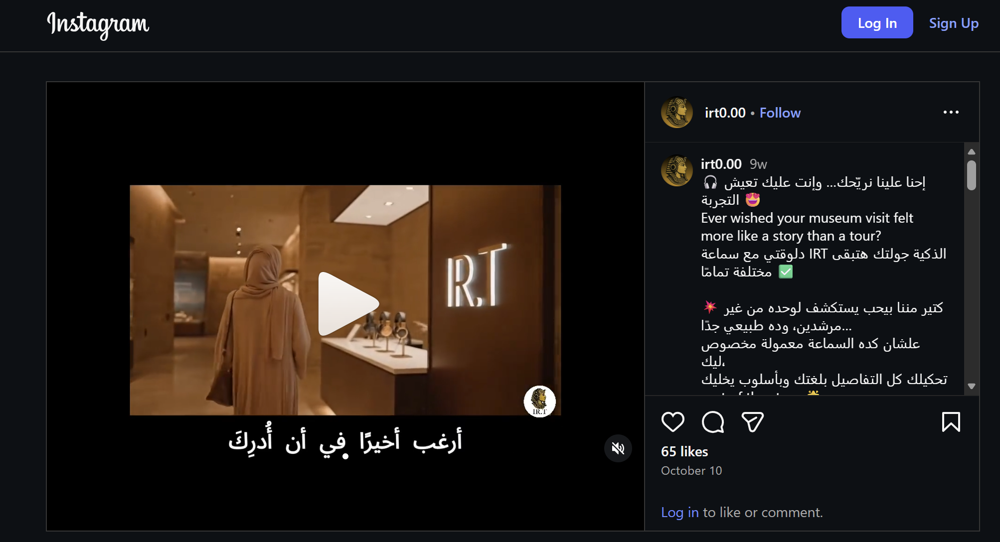 Instagram
Log In
Sign Up
IR.T
IR.T
أرغب أخيرًا في أن أُدرِكَ
irt0.00 • Follow
irt0.00 9w
🎧 إحنا علينا نريّحك... وإنت عليك تعيش
التجربة 😍
Ever wished your museum visit felt
more like a story than a tour?
دلوقتي مع سماعة IRT الذكية جولتك هتبقى
مختلفة تمامًا ✅
💥 كتير مننا بيحب يستكشف لوحده من غير
مرشدين، وده طبيعي جدًا...
علشان كده السماعة معمولة مخصوص
ليك،
تحكيلك كل التفاصيل بلغتك وبأسلوب يخليك
65 likes
October 10
Log in to like or comment.